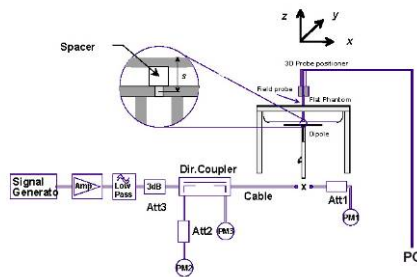 z
y
x
Spacer
s
3D Probe positioner
Field probe
Flat Phantom
Dipole
Signal
Generato
Amp
Low
Pass
3dB
Att3
Dir.Coupler
Cable
x
Att1
PM1
Att2
PM3
PM2
PC